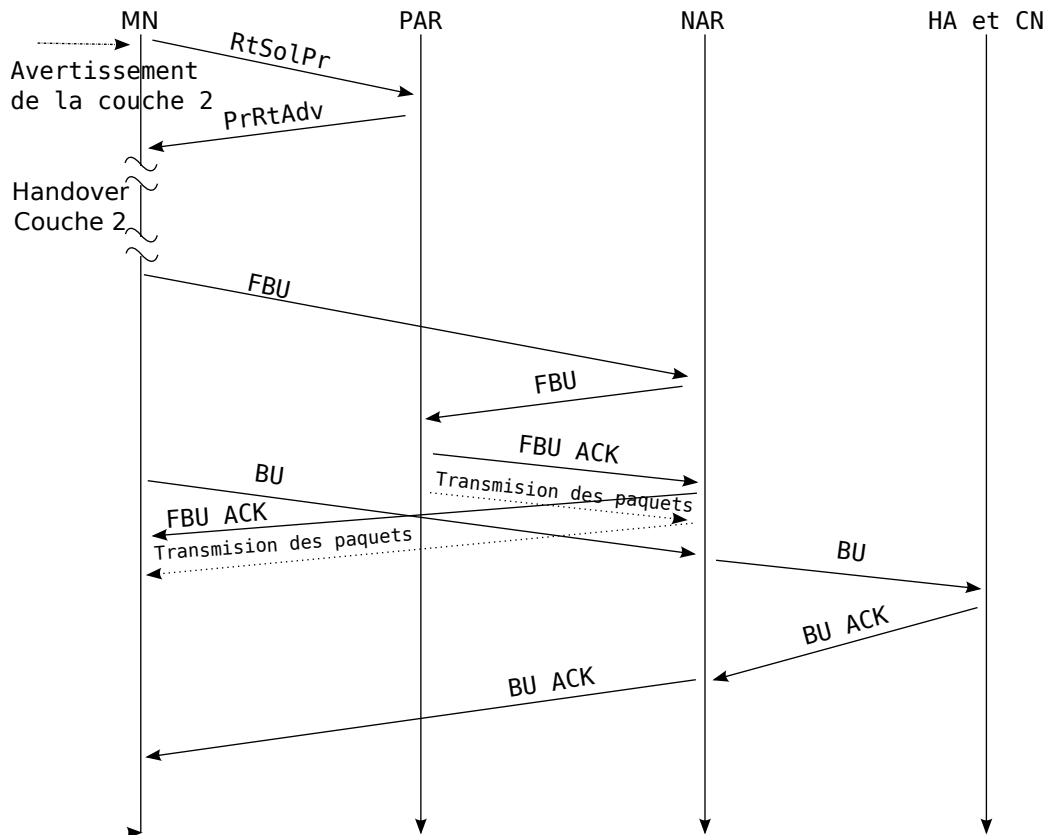 MN
PAR
NAR
HA et CN
RtSolPr
Avertissement
de la couche 2
PrRtAdv
Handover
Couche 2
FBU
FBU
FBU ACK
BU
Transmision des paquets
FBU ACK
Transmision des paquets
BU
BU ACK
BU ACK